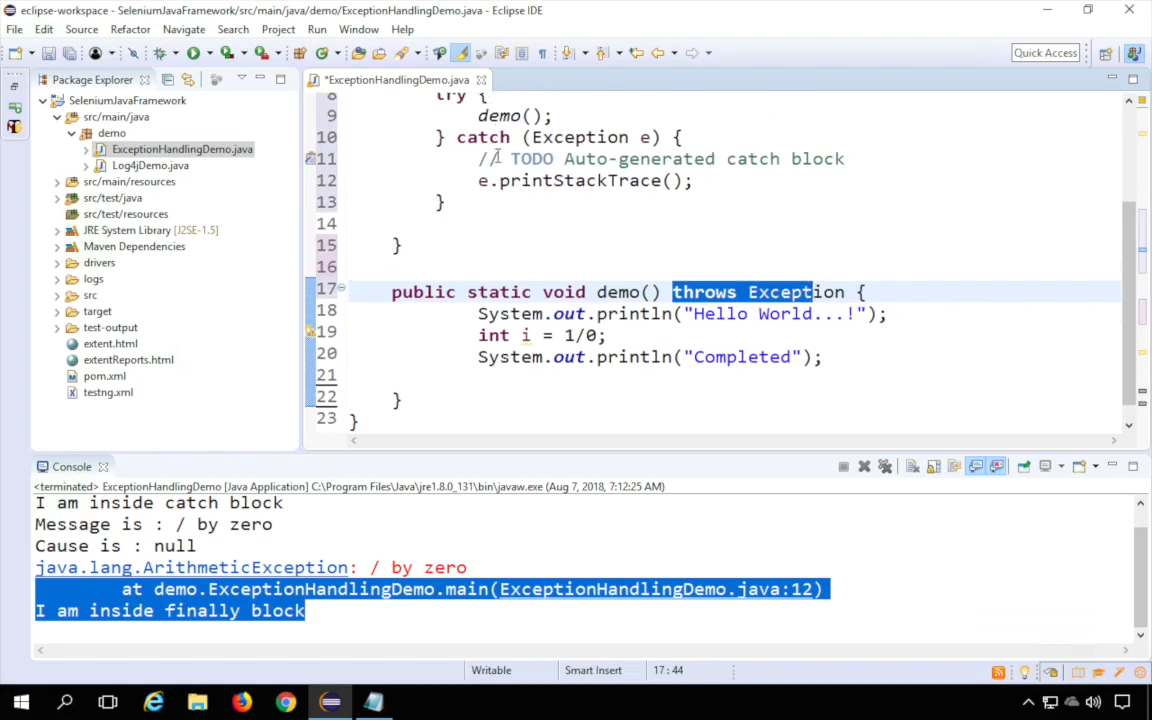 eclipse-workspace - SeleniumJavaFramework/src/main/java/demo/ExceptionHandlingDemo.java - Eclipse IDE
File Edit Source Refactor Navigate Search Project Run Window Help
Quick Access
Package Explorer
*ExceptionHandlingDemo.java
SeleniumJavaFramework
src/main/java
demo
ExceptionHandlingDemo.java
Log4jDemo.java
src/main/resources
src/test/java
src/test/resources
JRE System Library [J2SE-1.5]
Maven Dependencies
drivers
logs
src
target
test-output
extent.html
extentReports.html
pom.xml
testng.xml
8 try {
9 demo();
10 } catch (Exception e) {
11 // TODO Auto-generated catch block
12 e.printStackTrace();
13 }
14
15 }
16
17 public static void demo() throws Exception {
18 System.out.println("Hello World...!");
19 int i = 1/0;
20 System.out.println("Completed");
21
22 }
23 }
Console
<terminated> ExceptionHandlingDemo [Java Application] C:\Program Files\Java\jre1.8.0_131\bin\javaw.exe (Aug 7, 2018, 7:12:25 AM)
I am inside catch block
Message is : / by zero
Cause is : null
java.lang.ArithmeticException: / by zero
at demo.ExceptionHandlingDemo.main(ExceptionHandlingDemo.java:12)
I am inside finally block
Writable Smart Insert 17 : 44